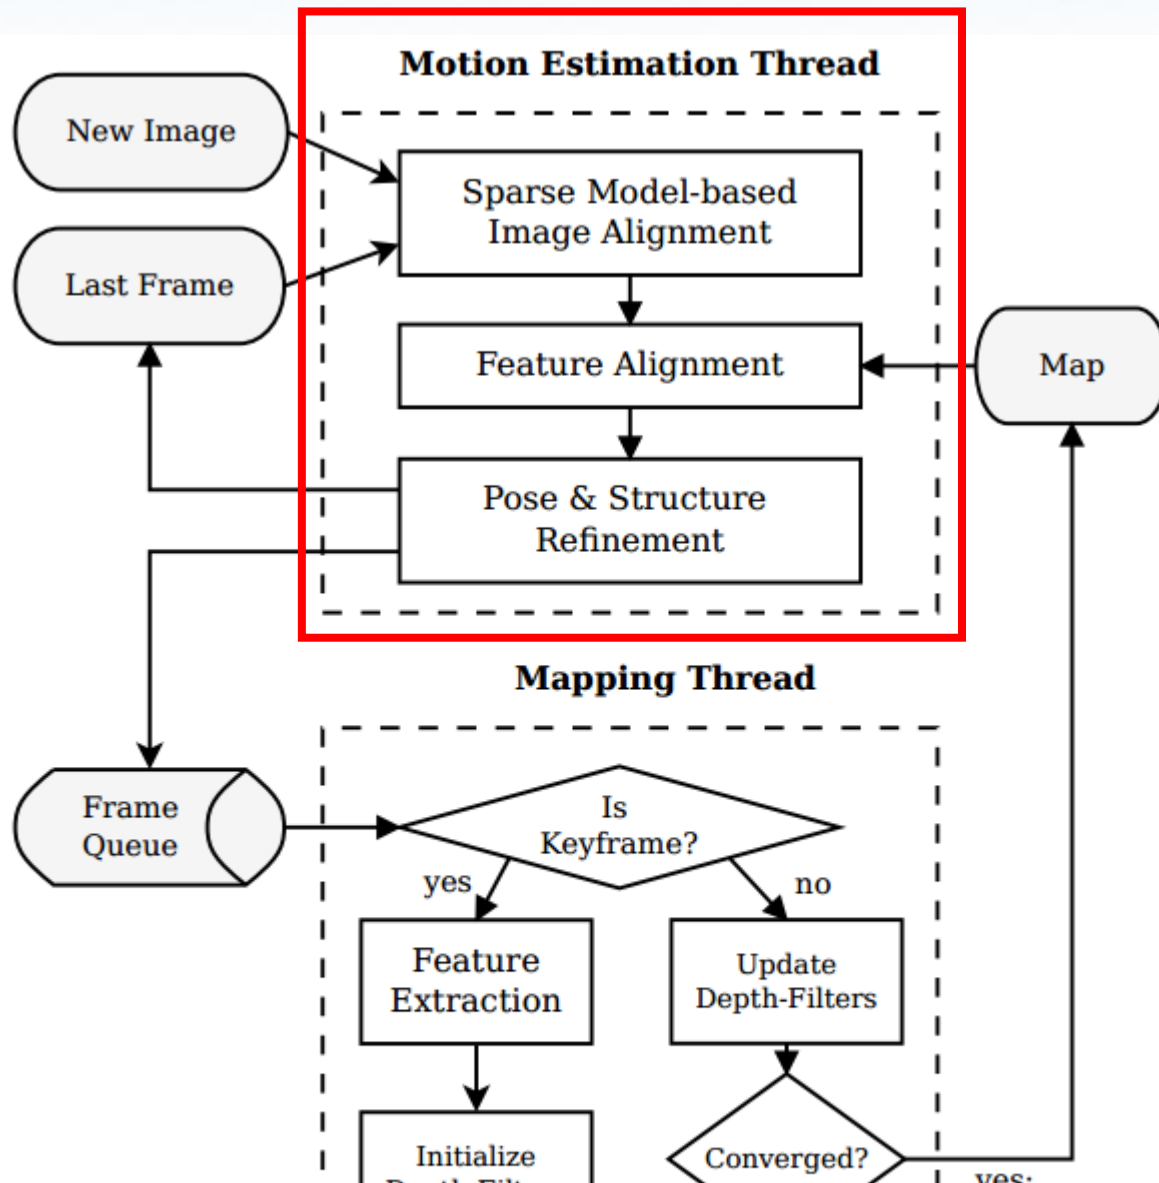 Motion Estimation Thread
New Image
Sparse Model-based
Image Alignment
Last Frame
Feature Alignment
Map
Pose & Structure
Refinement
Mapping Thread
Frame
Queue
Is
Keyframe?
yes
no
Feature
Extraction
Update
Depth-Filters
Initialize
Converged?
yes: